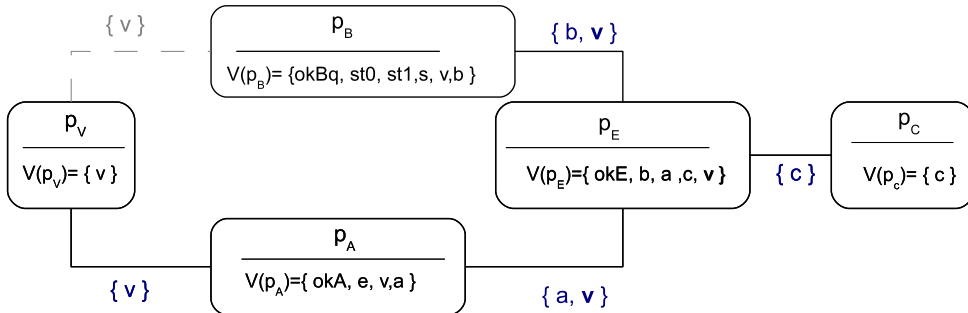 { v }
p_B
V(p_B)= {okBq, st0, st1,s, v,b }
{ b, v }
p_V
V(p_V)= { v }
p_E
V(p_E)={ okE, b, a ,c, v }
{ c }
p_C
V(p_c)= { c }
p_A
V(p_A)={ okA, e, v,a }
{ v }
{ a, v }